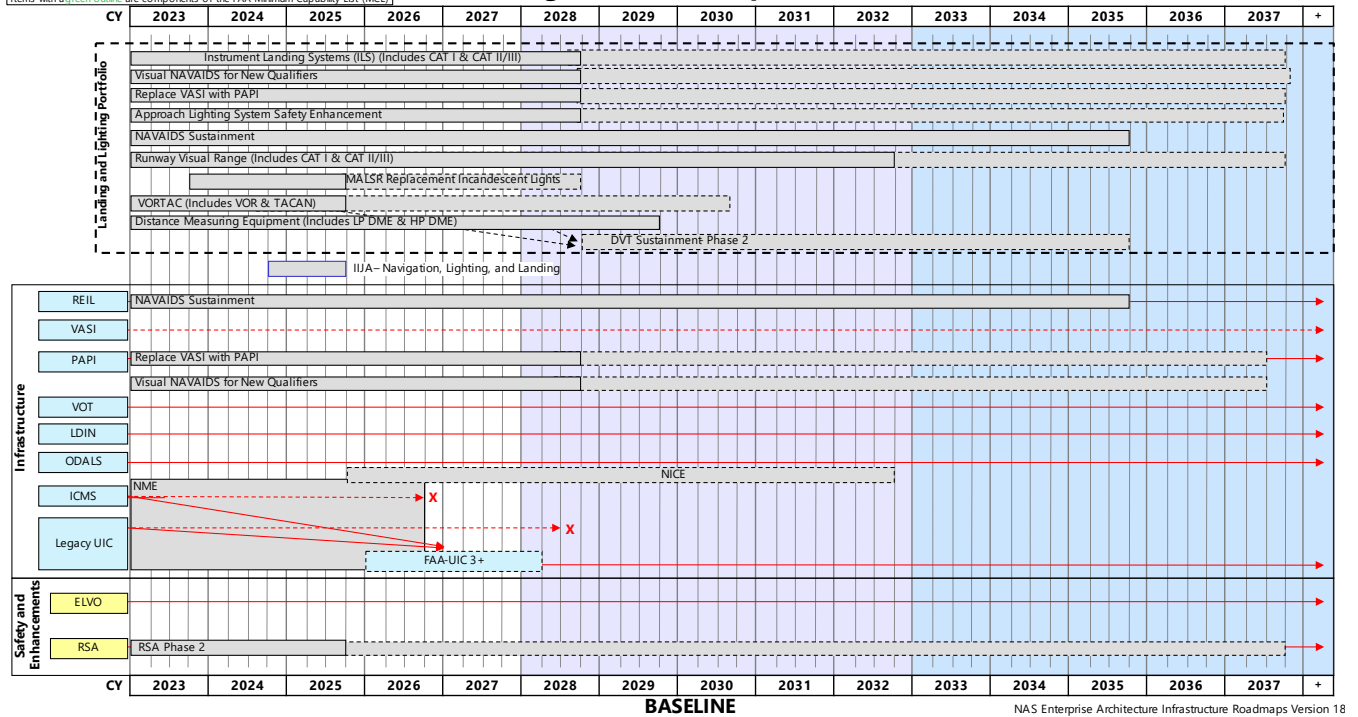 CY 2023 2024 2025 2026 2027 2028 2029 2030 2031 2032 2033 2034 2035 2036 2037 +
Landing and Lighting Portfolio
Instrument Landing Systems (ILS) (Includes CAT I & CAT II/III)
Visual NAVAIDS for New Qualifiers
Replace VASI with PAPI
Approach Lighting System Safety Enhancement
NAVAIDS Sustainment
Runway Visual Range (Includes CAT I & CAT II/III)
MALSR Replacement Incandescent Lights
VORTAC (Includes VOR & TACAN)
Distance Measuring Equipment (Includes LP DME & HP DME)
DVT Sustainment Phase 2
IIJA– Navigation, Lighting, and Landing
Infrastructure
REIL NAVAIDS Sustainment
VASI
PAPI Replace VASI with PAPI
Visual NAVAIDS for New Qualifiers
VOT
LDIN
ODALS
NICE
NME
ICMS X
Legacy UIC X
FAA-UIC 3+
Safety and
Enhancements
ELVO
RSA RSA Phase 2
CY 2023 2024 2025 2026 2027 2028 2029 2030 2031 2032 2033 2034 2035 2036 2037 +
BASELINE
NAS Enterprise Architecture Infrastructure Roadmaps Version 18